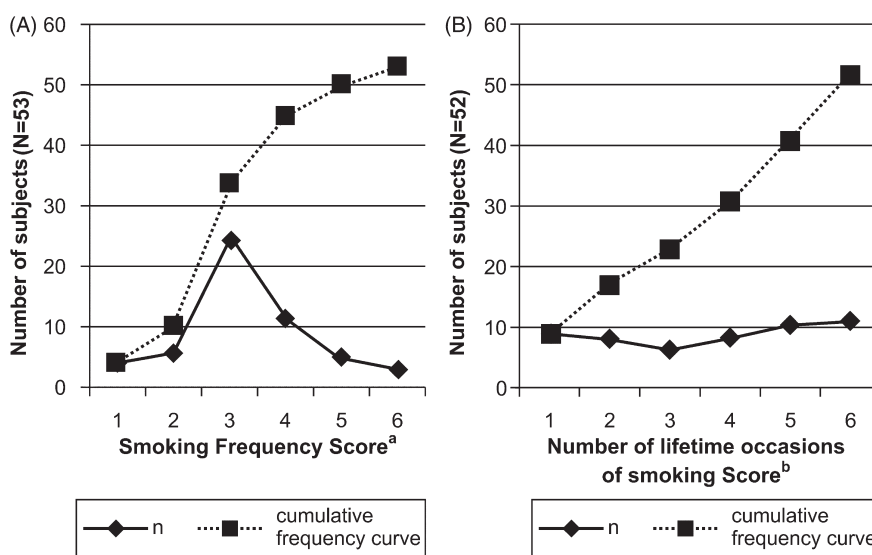 (A)
Number of subjects (N=53)
60
50
40
30
20
10
0
1 2 3 4 5 6
Smoking Frequency Scoreᵃ
n
cumulative
frequency curve
(B)
Number of subjects (N=52)
60
50
40
30
20
10
0
1 2 3 4 5 6
Number of lifetime occasions
of smoking Scoreᵇ
n
cumulative
frequency curve